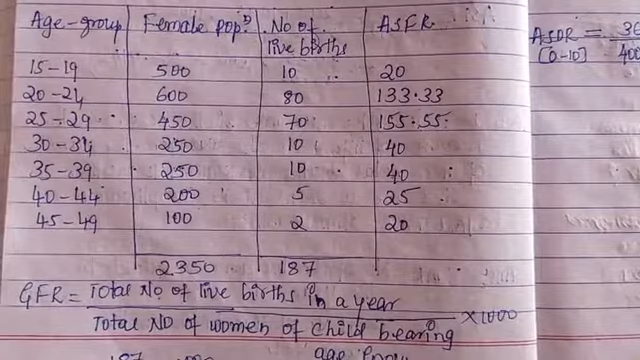 Age-group Female popⁿ No of live births ASFR
15-19 500 10 20
20-24 600 80 133.33
25-29 450 70 155.55
30-34 250 10 40
35-39 250 10 40
40-44 200 5 25
45-49 100 2 20
2350 187
GFR = Total No of live births in a year
Total No of women of child bearing ×1000
ASDR =
[0-10]